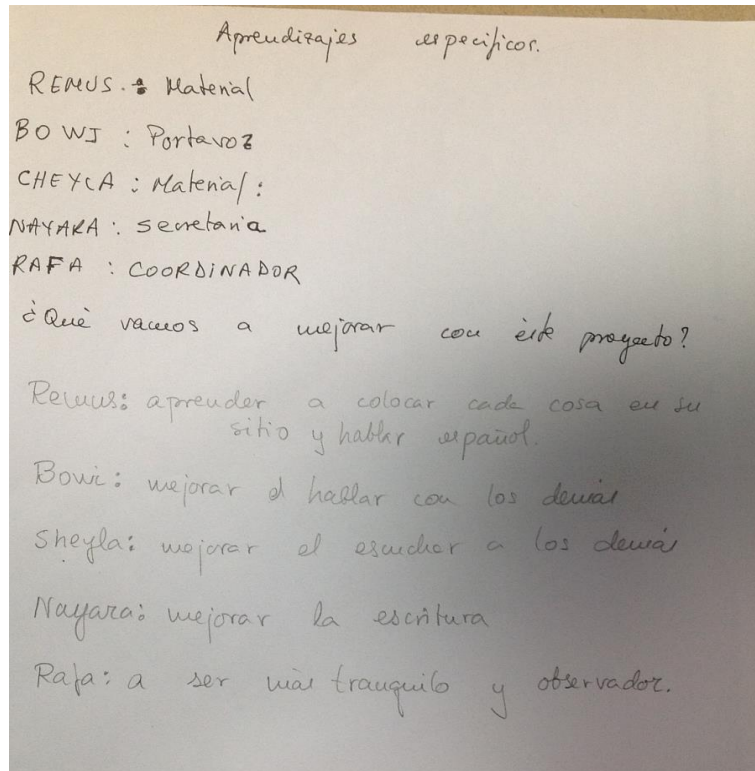 Aprendizajes específicos.
REMUS. : Material
BOWI : Portavoz
CHEYLA : Material :
NAYARA : secretaria
RAFA : COORDINADOR
¿Qué vamos a mejorar con éste proyecto?
Remus: aprender a colocar cada cosa en su
sitio y hablar español.
Bowi: mejorar el hablar con los demás
Sheyla: mejorar el escuchar a los demás
Nayara: mejorar la escritura
Rafa: a ser más tranquilo y observador.